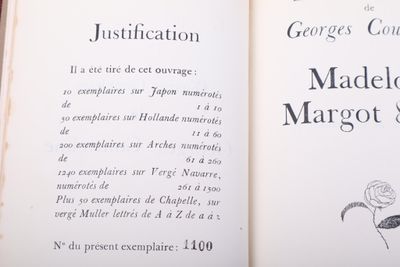 Justification
Il a été tiré de cet ouvrage :
10 exemplaires sur Japon numérotés
de 1 à 10
50 exemplaires sur Hollande numérotés
de 11 à 60
200 exemplaires sur Arches numérotés
de 61 à 260
1240 exemplaires sur Vergé Navarre,
numérotés de 261 à 1500
Plus 50 exemplaires de Chapelle, sur
vergé Muller lettrés de A à Z de a à z
N° du présent exemplaire : 1100
de
Georges Cou
Madelo
Margot &